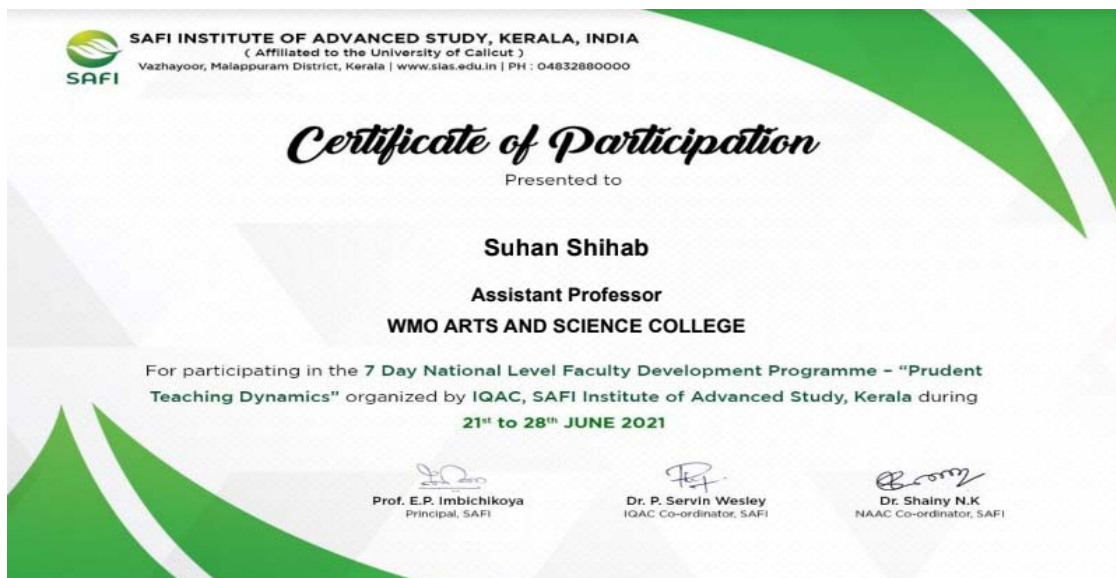 SAFI INSTITUTE OF ADVANCED STUDY, KERALA, INDIA
( Affiliated to the University of Calicut )
Vazhayoor, Malappuram District, Kerala | www.sias.edu.in | PH : 04832880000
SAFI
Certificate of Participation
Presented to
Suhan Shihab
Assistant Professor
WMO ARTS AND SCIENCE COLLEGE
For participating in the 7 Day National Level Faculty Development Programme – “Prudent
Teaching Dynamics” organized by IQAC, SAFI Institute of Advanced Study, Kerala during
21st to 28th JUNE 2021
Prof. E.P. Imbichikoya
Principal, SAFI
Dr. P. Servin Wesley
IQAC Co-ordinator, SAFI
Dr. Shainy N.K
NAAC Co-ordinator, SAFI